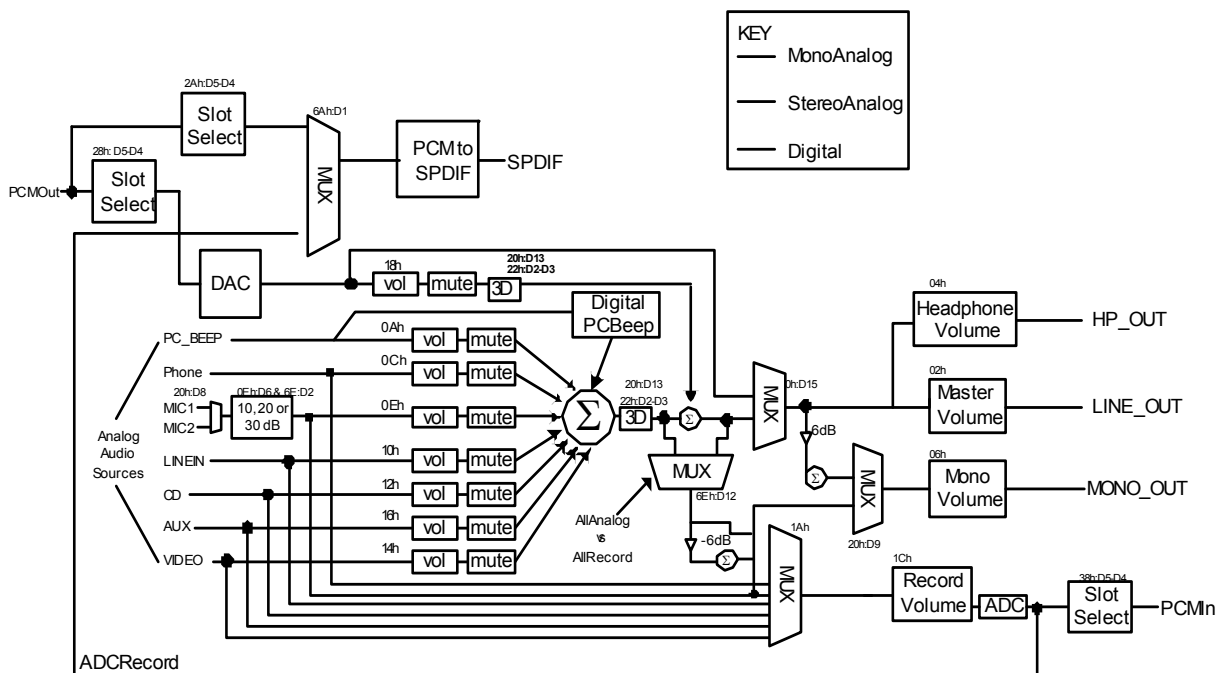 KEY
MonoAnalog
StereoAnalog
Digital
2Ah:D5-D4
Slot
Select
6Ah:D1
MUX
PCM to
SPDIF
SPDIF
28h: D5-D4
Slot
Select
PCMOut
DAC
18h
vol
mute
20h:D13
22h:D2-D3
3D
Digital
PCBeep
04h
Headphone
Volume
HP_OUT
PC_BEEP
0Ah
vol
mute
Phone
0Ch
vol
mute
20h:D8
0Eh:D6 & 6E:D2
MIC1
MIC2
10, 20 or
30 dB
0Eh
vol
mute
Σ
20h:D13
22h:D2-D3
3D
Σ
MUX
0h:D15
02h
Master
Volume
LINE_OUT
Analog
Audio
Sources
LINEIN
10h
vol
mute
MUX
6Eh:D12
-6dB
Σ
MUX
20h:D9
06h
Mono
Volume
MONO_OUT
CD
12h
vol
mute
AUX
16h
vol
mute
VIDEO
14h
vol
mute
AllAnalog
vs
AllRecord
-6dB
Σ
1Ah
MUX
1Ch
Record
Volume
ADC
38h:D5-D4
Slot
Select
PCMIn
ADCRecord